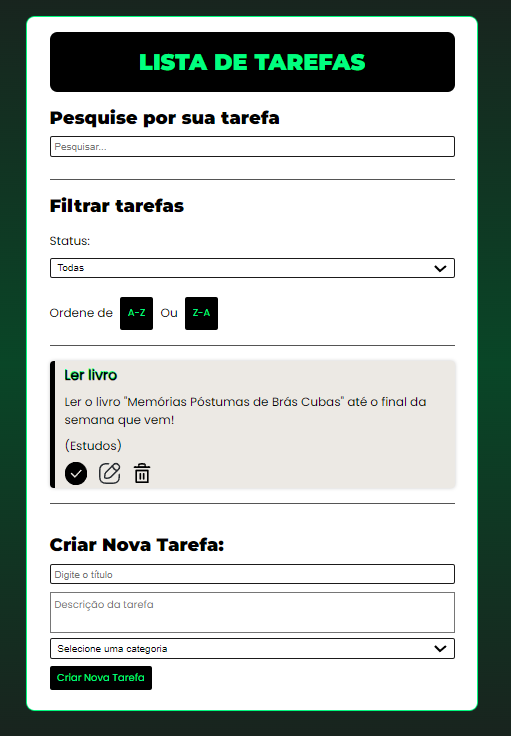 LISTA DE TAREFAS
Pesquise por sua tarefa
Pesquisar...
Filtrar tarefas
Status:
Todas
Ordene de A-Z Ou Z-A
Ler livro
Ler o livro "Memórias Póstumas de Brás Cubas" até o final da
semana que vem!
(Estudos)
Criar Nova Tarefa:
Digite o título
Descrição da tarefa
Selecione uma categoria
Criar Nova Tarefa